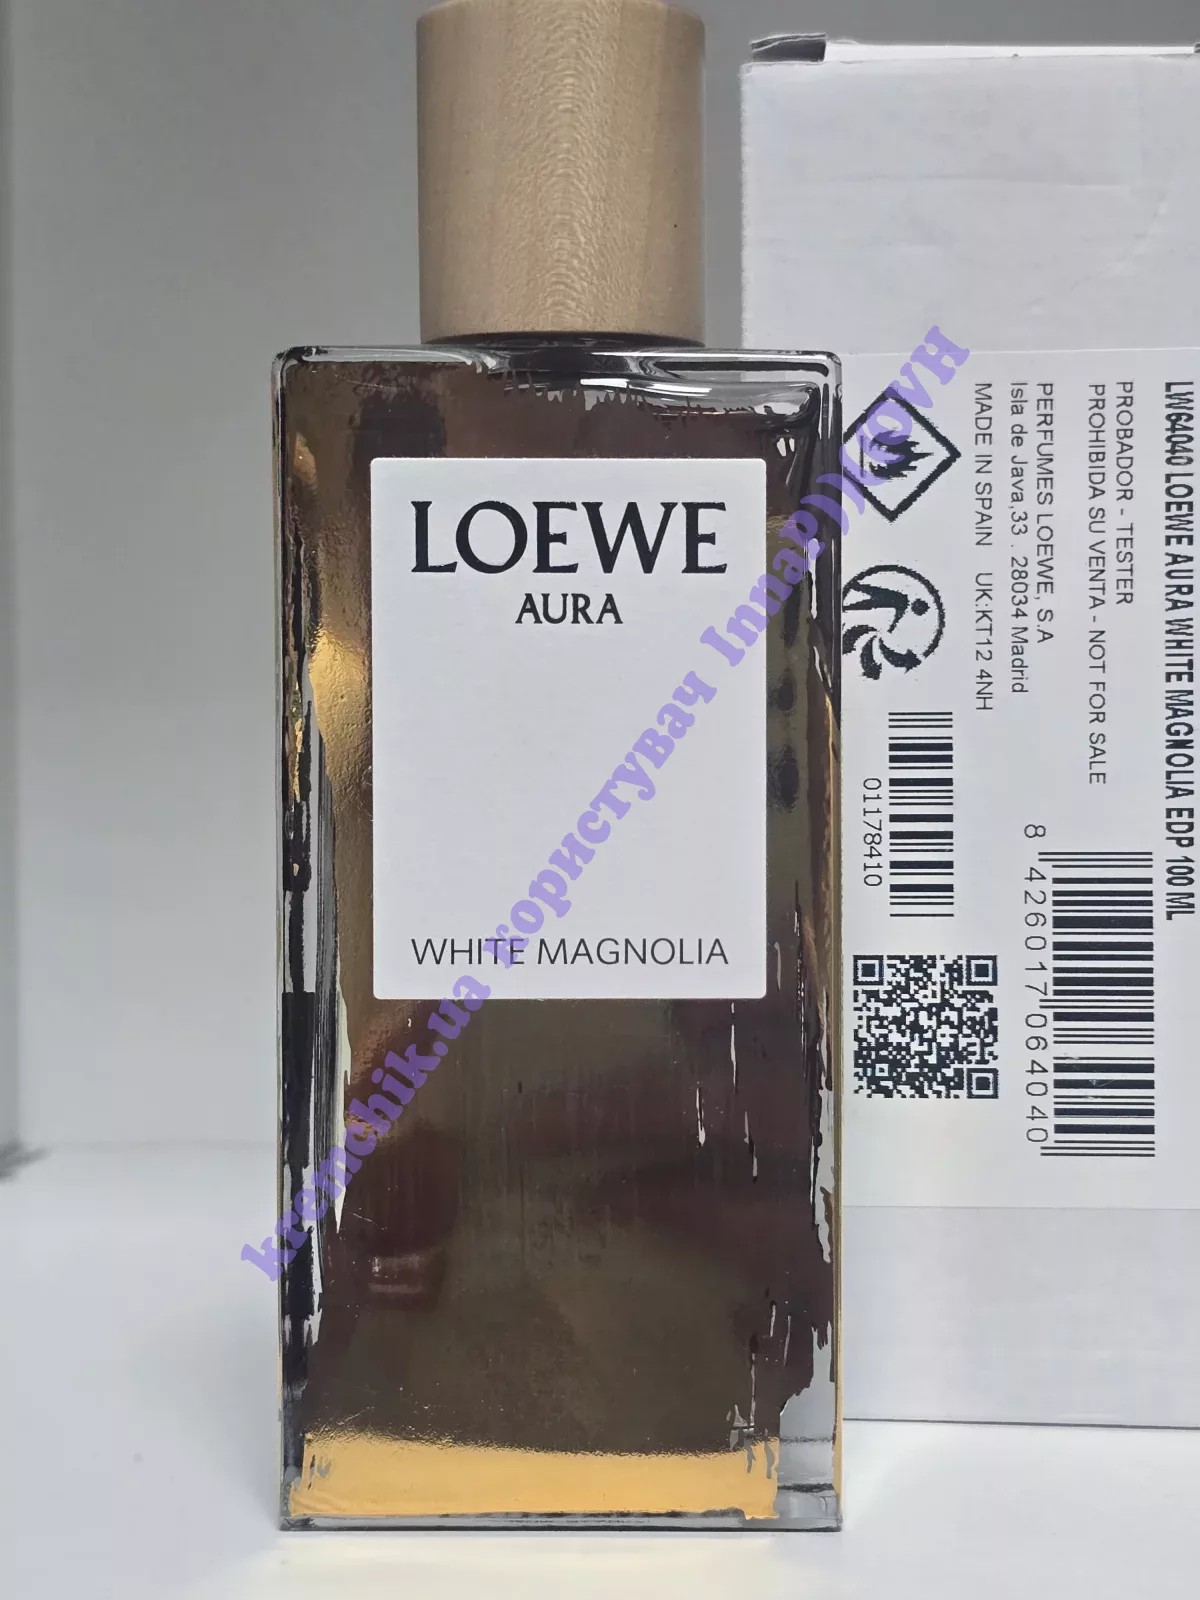 LOEWE
AURA
WHITE MAGNOLIA
LW64040 LOEWE AURA WHITE MAGNOLIA EDP 100 ML
PROBADOR - TESTER,
PROHIBIDA SU VENTA - NOT FOR SALE
PERFUMES LOEWE, S.A
Isla de Java,33 . 28034 Madrid
MADE IN SPAIN UK:KT12 4NH
01178410
8 426017 064040
kremchik.ua користувач Іппар))(ОVН